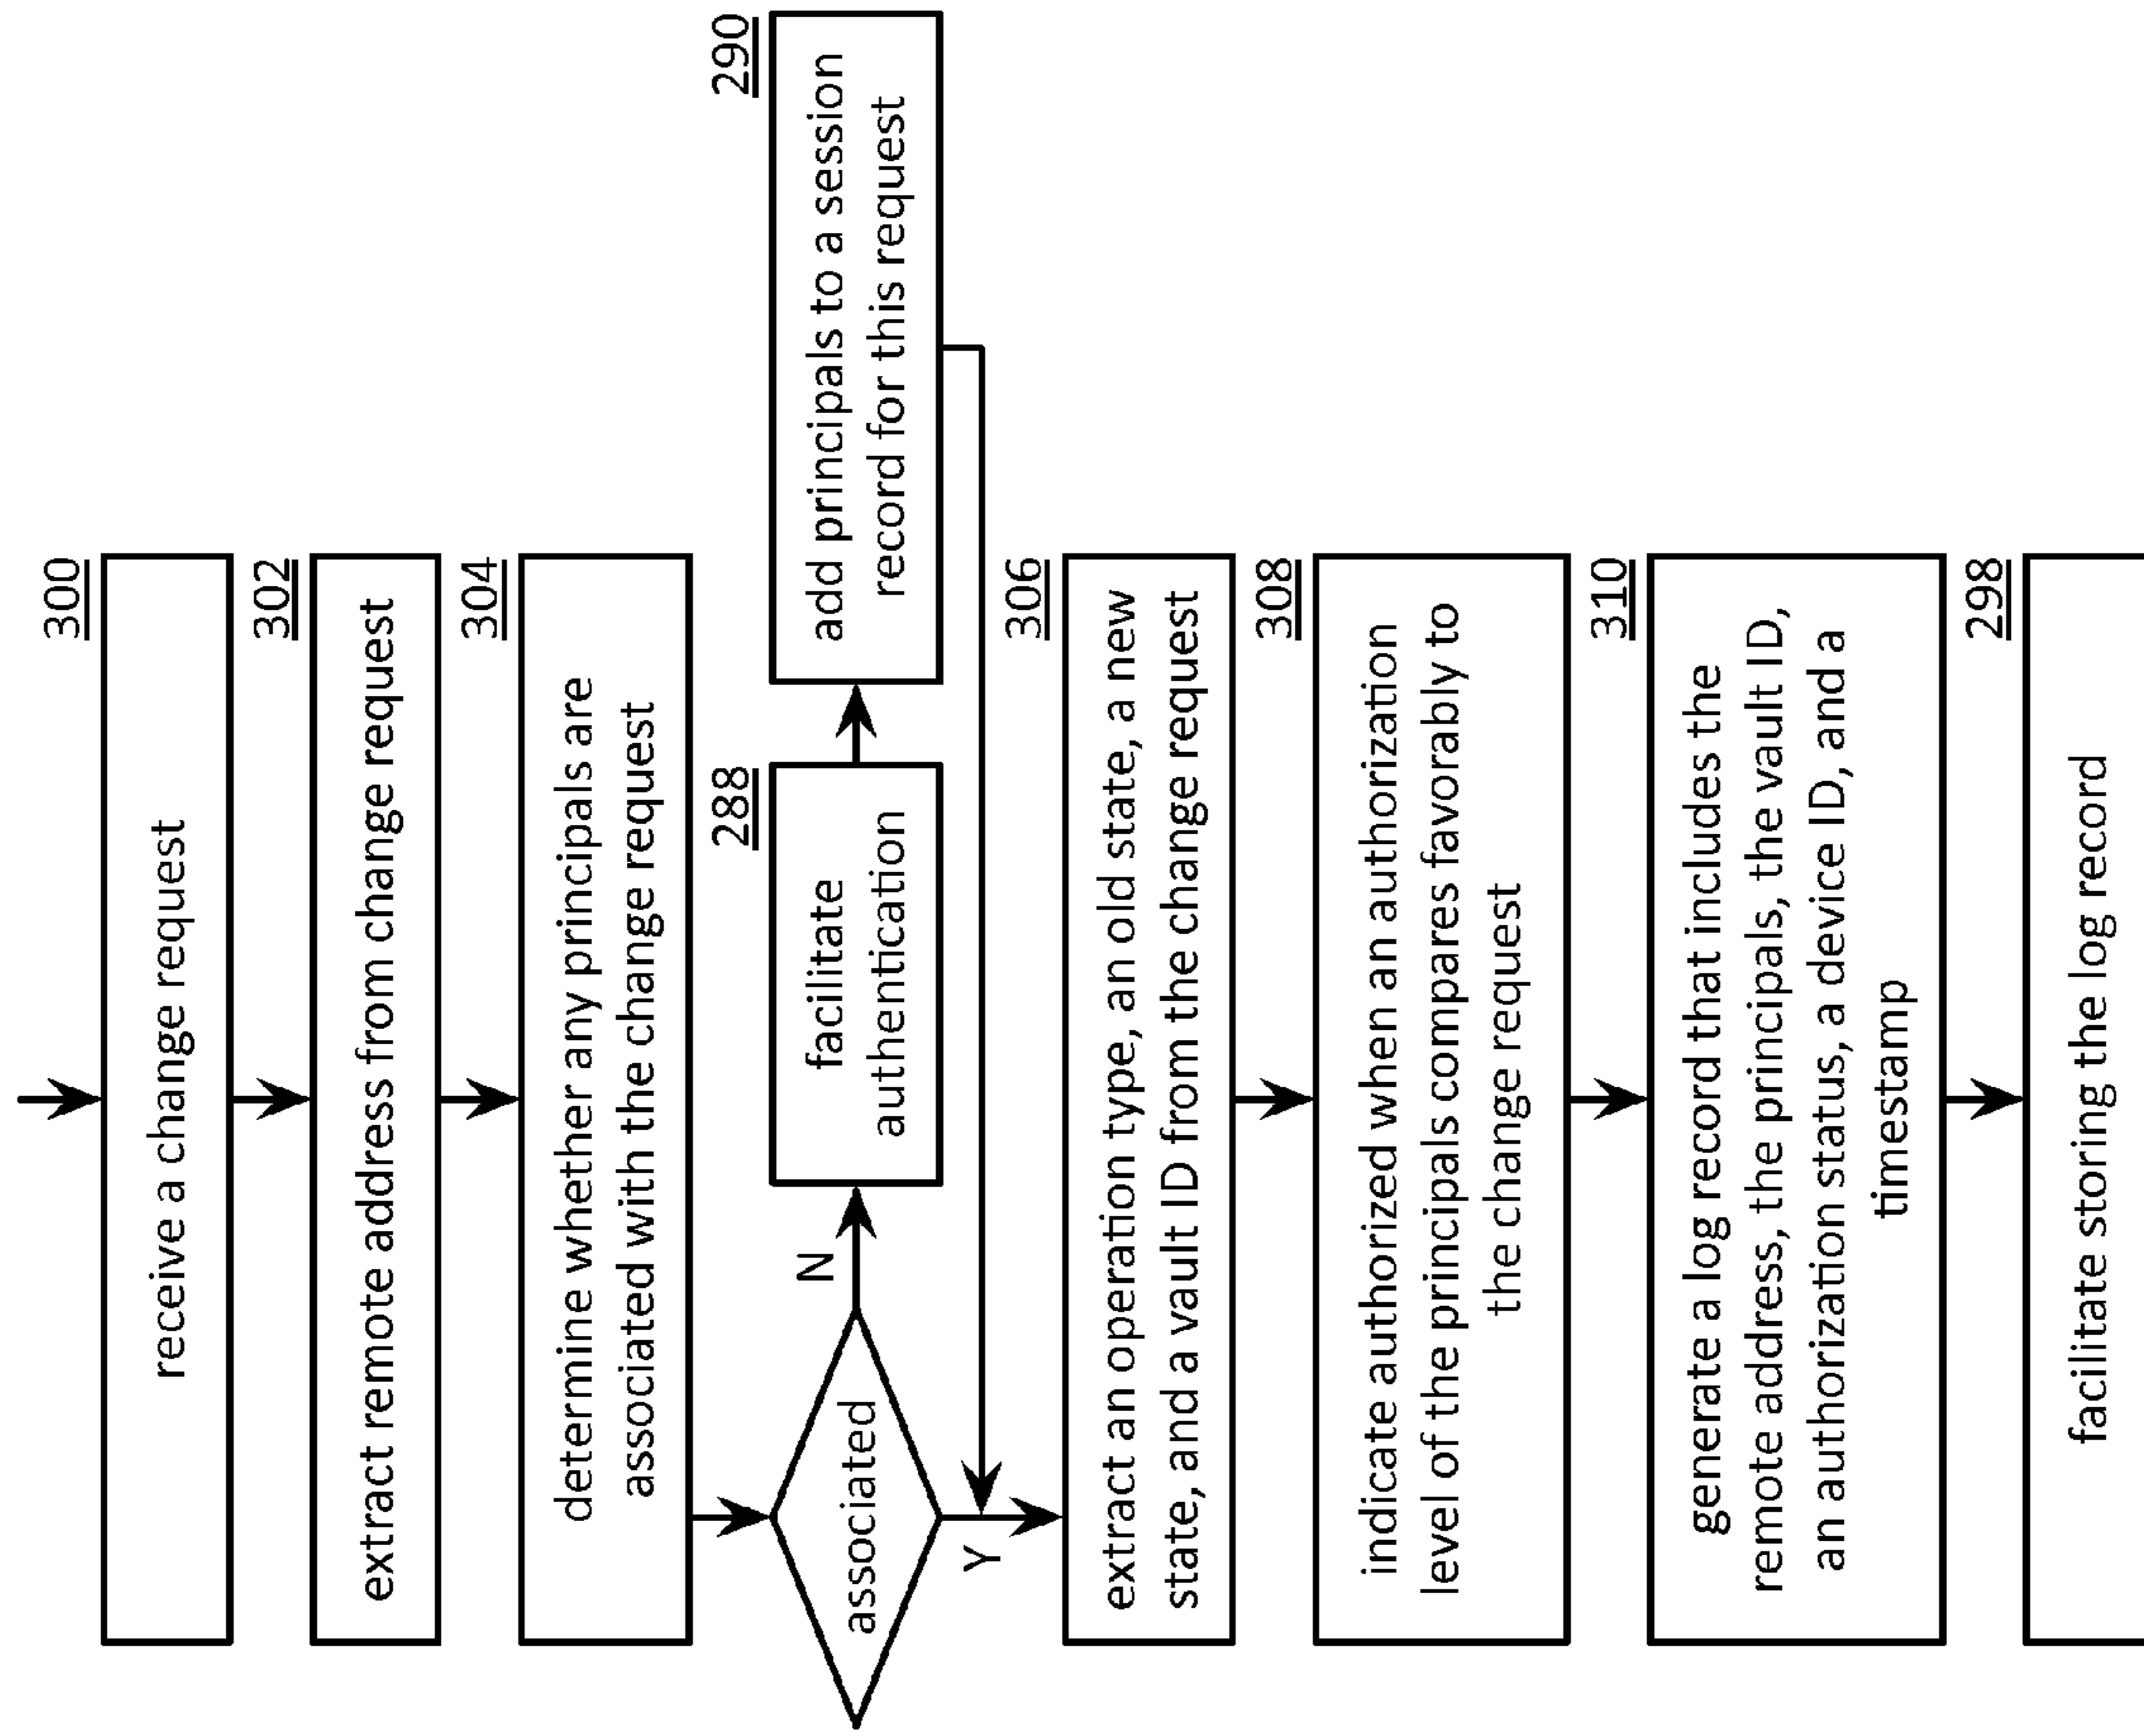 300
receive a change request
302
extract remote address from change request
304
determine whether any principals are
associated with the change request
associated
N
288
facilitate
authentication
290
add principals to a session
record for this request
Y
306
extract an operation type, an old state, a new
state, and a vault ID from the change request
308
indicate authorized when an authorization
level of the principals compares favorably to
the change request
310
generate a log record that includes the
remote address, the principals, the vault ID,
an authorization status, a device ID, and a
timestamp
298
facilitate storing the log record